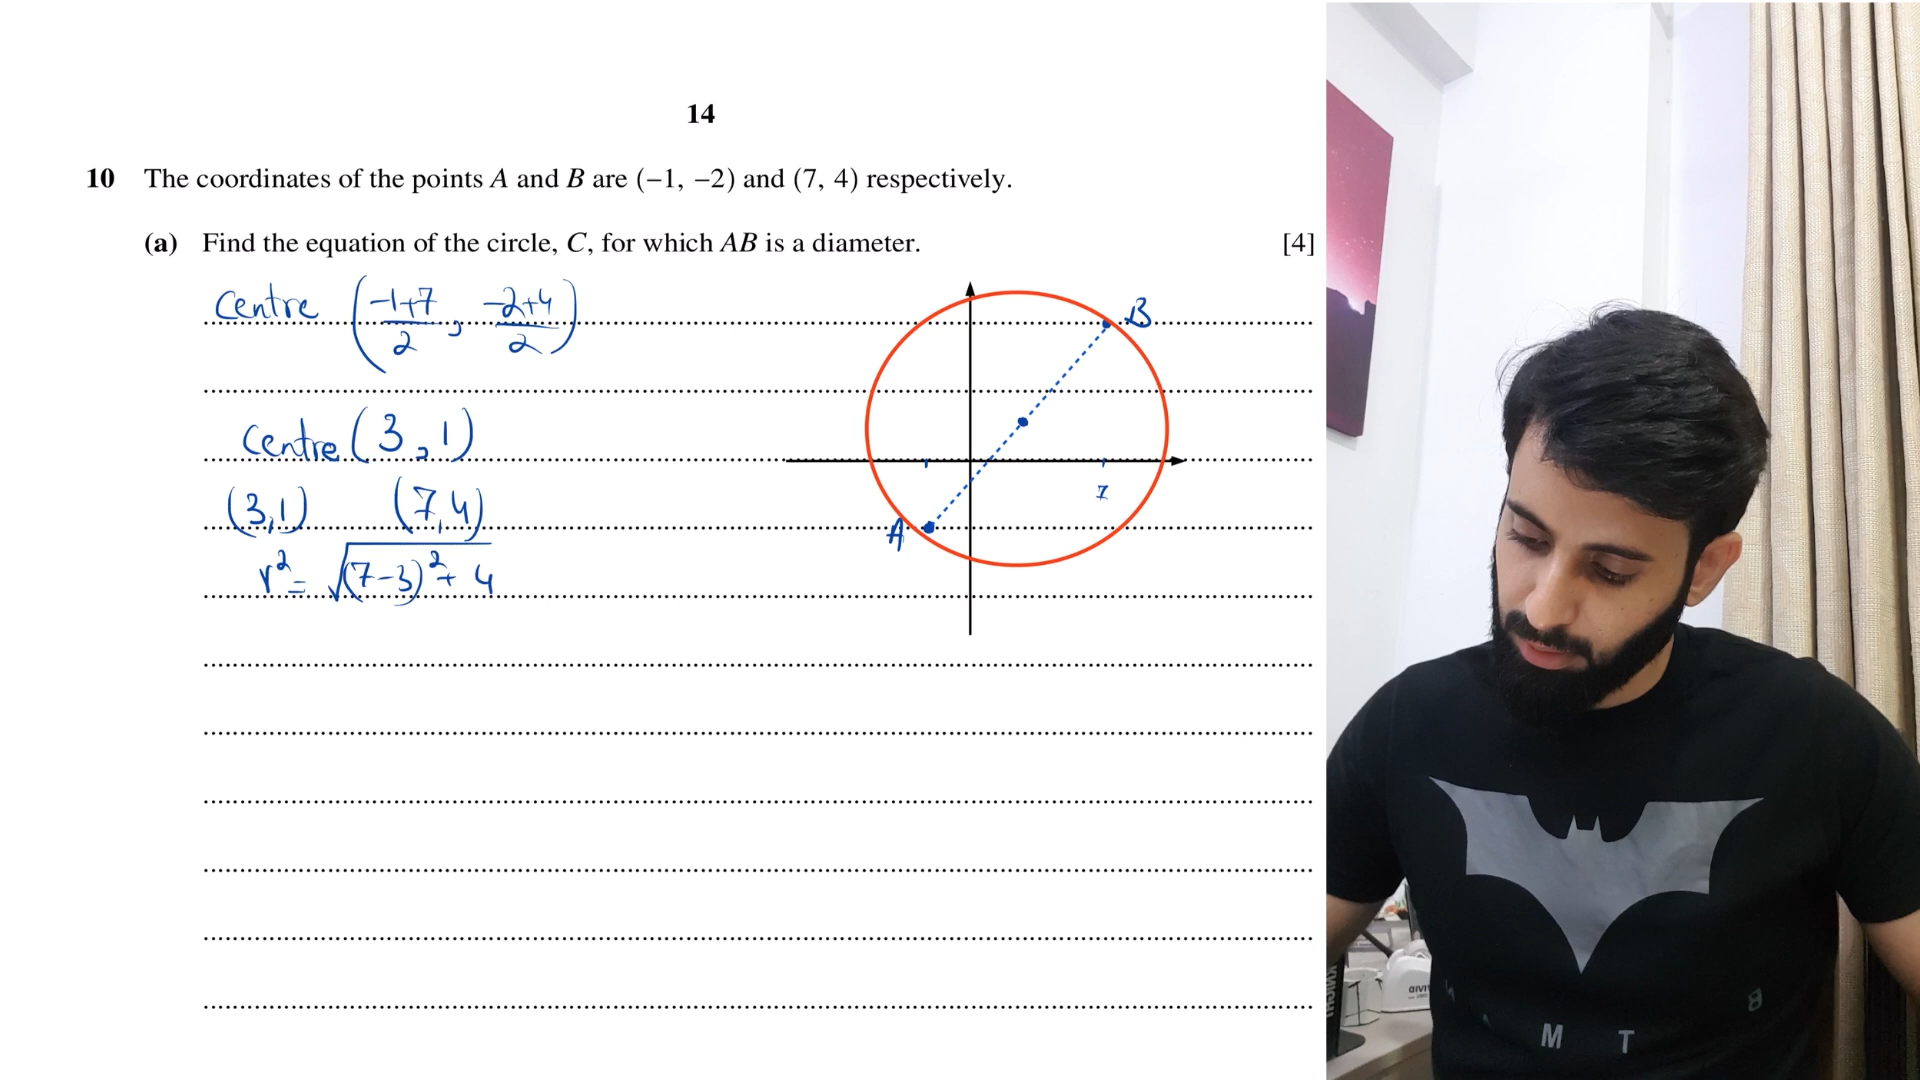 14
10 The coordinates of the points A and B are (−1, −2) and (7, 4) respectively.
(a) Find the equation of the circle, C, for which AB is a diameter. [4]
Centre (−1+7/2, −2+4/2)
B
Centre (3,1)
(3,1) (7,4)
7
A
r² = √(7−3)² + 4
M T
B